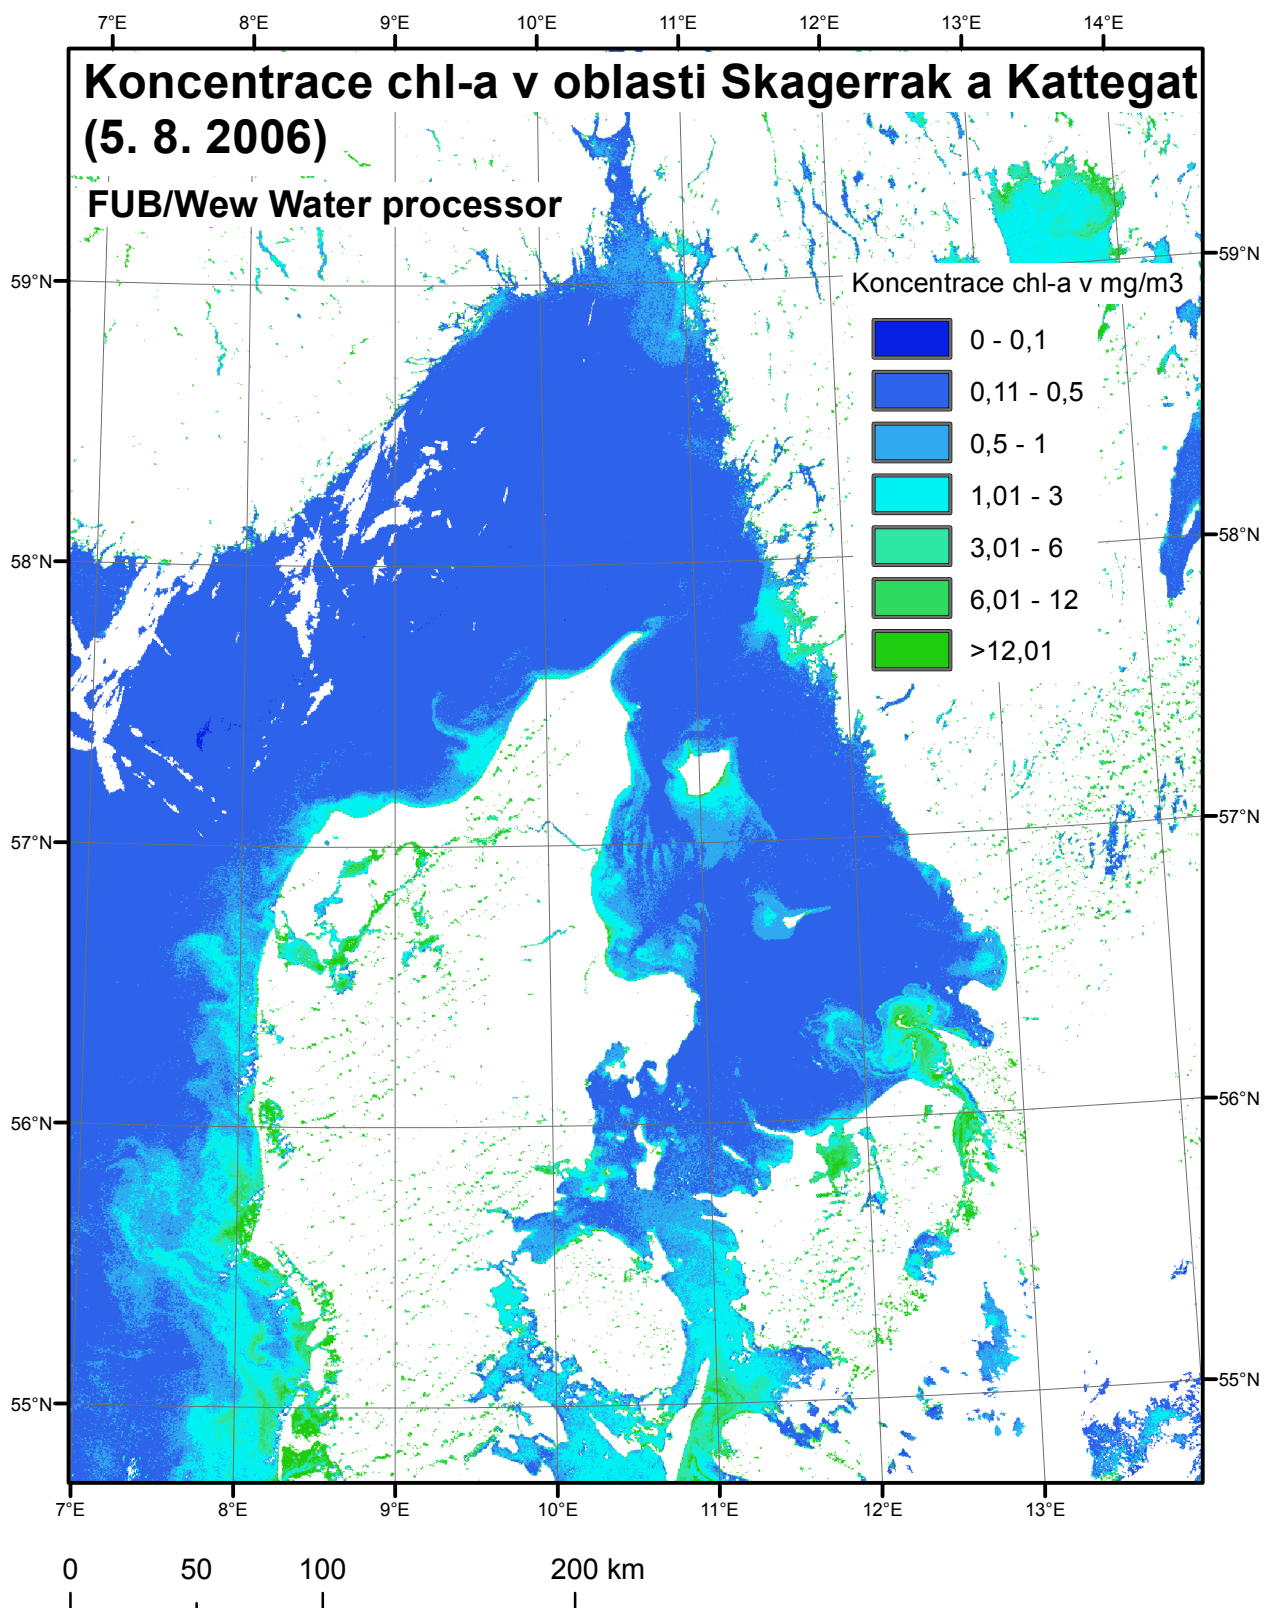 7°E 8°E 9°E 10°E 11°E 12°E 13°E 14°E
Koncentrace chl-a v oblasti Skagerrak a Kattegat
(5. 8. 2006)
FUB/Wew Water processor
59°N 59°N
Koncentrace chl-a v mg/m3
0 - 0,1
0,11 - 0,5
0,5 - 1
1,01 - 3
3,01 - 6
6,01 - 12
>12,01
58°N 58°N
57°N 57°N
56°N 56°N
55°N 55°N
7°E 8°E 9°E 10°E 11°E 12°E 13°E
0 50 100 200 km